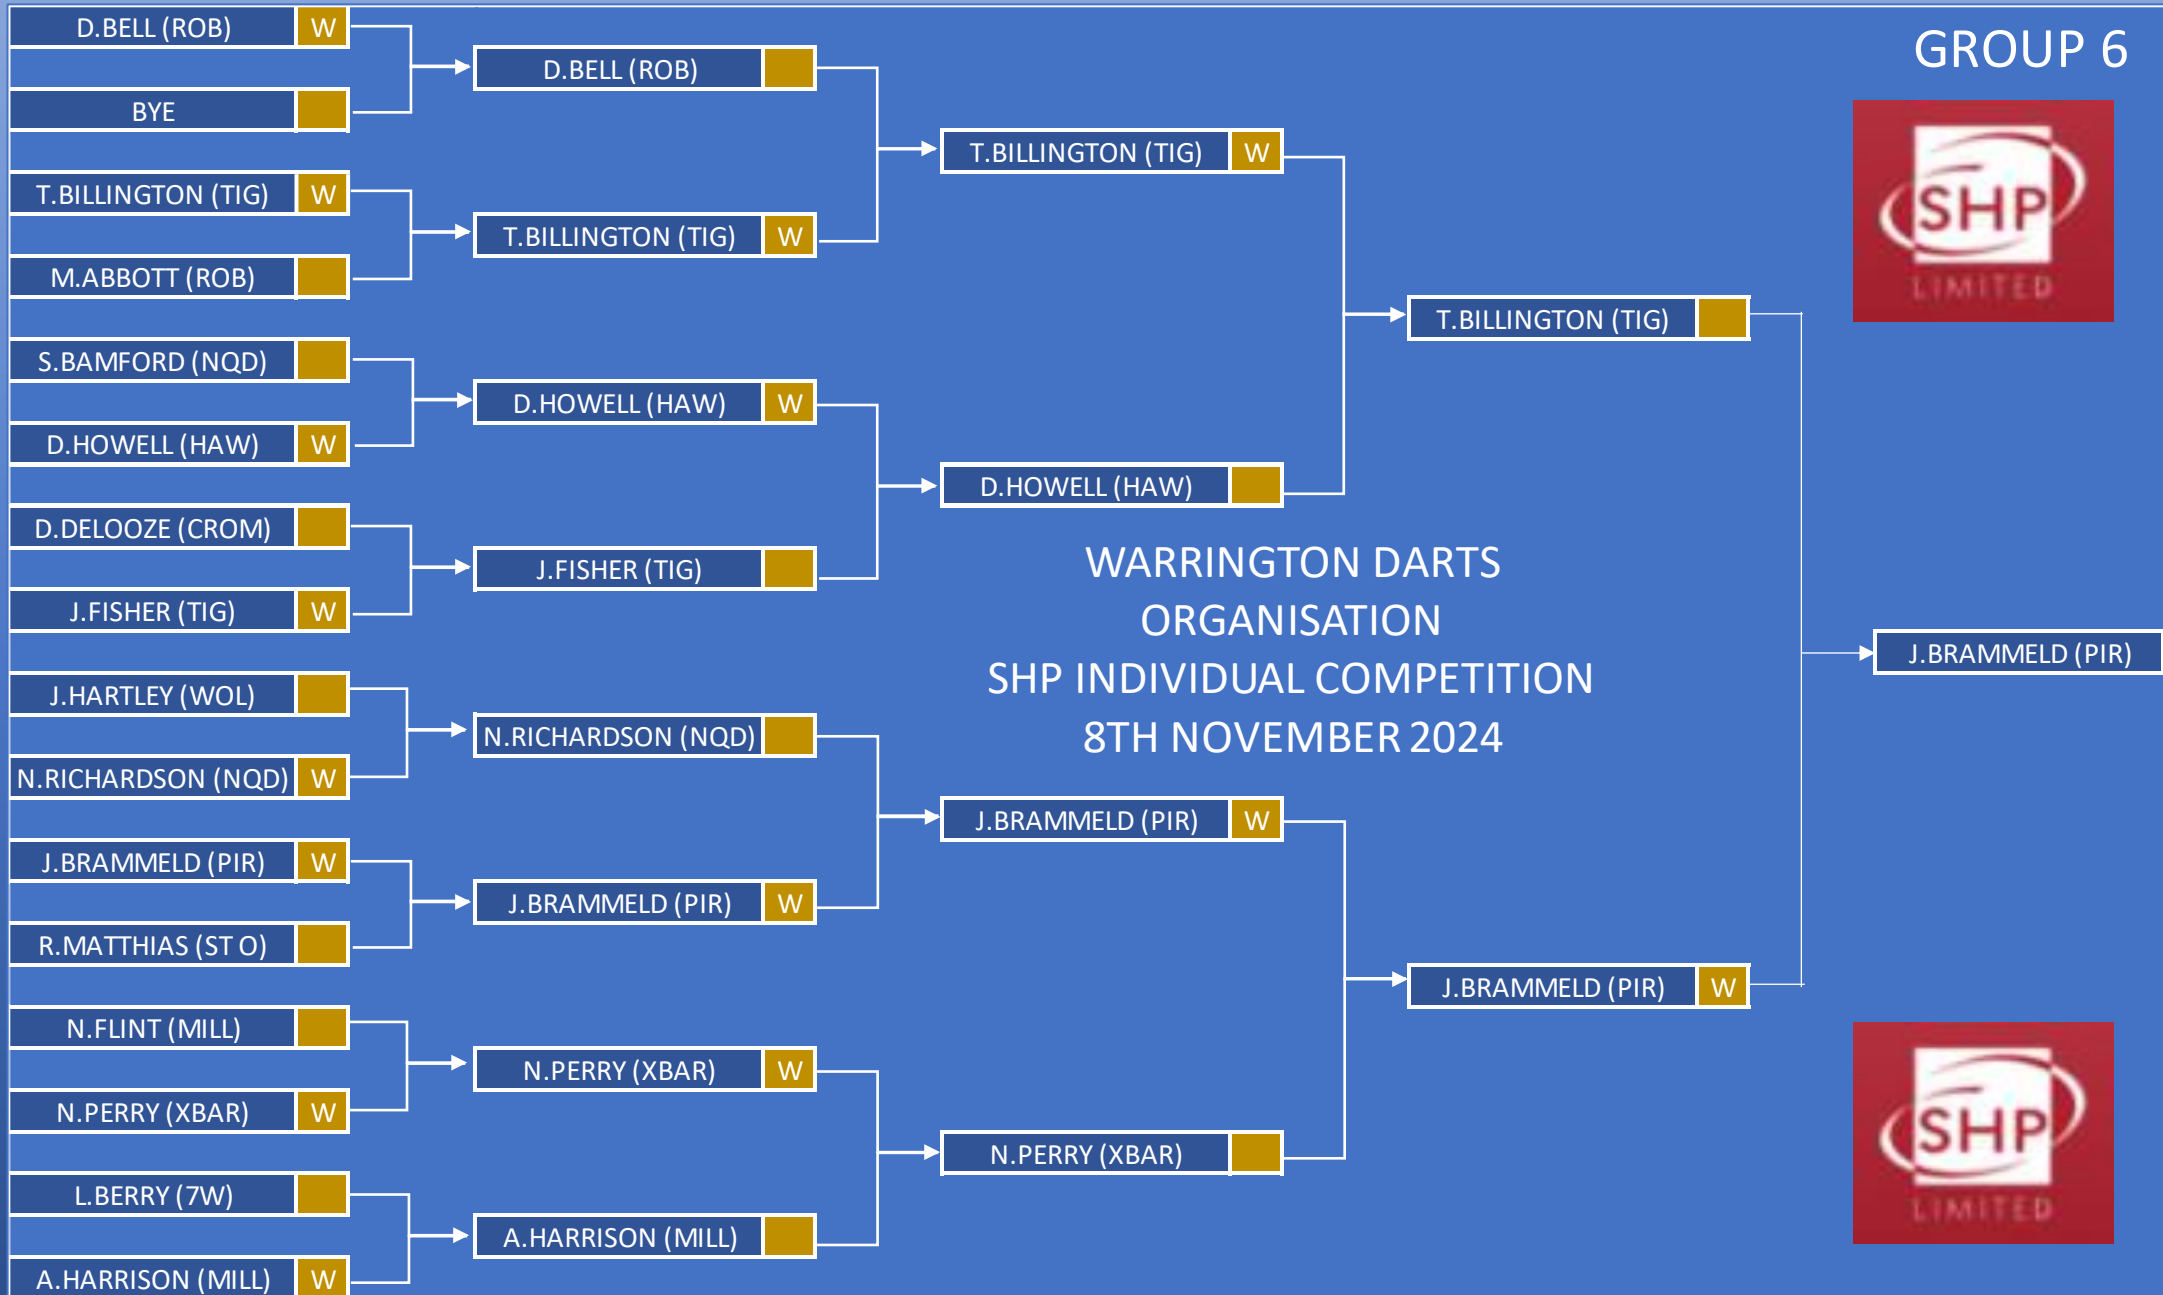 GROUP 6
D.BELL (ROB) W
BYE
T.BILLINGTON (TIG) W
M.ABBOTT (ROB)
S.BAMFORD (NQD)
D.HOWELL (HAW) W
D.DELOOZE (CROM)
J.FISHER (TIG) W
J.HARTLEY (WOL)
N.RICHARDSON (NQD) W
J.BRAMMELD (PIR) W
R.MATTHIAS (ST O)
N.FLINT (MILL)
N.PERRY (XBAR) W
L.BERRY (7W)
A.HARRISON (MILL) W
D.BELL (ROB)
T.BILLINGTON (TIG) W
D.HOWELL (HAW) W
J.FISHER (TIG)
N.RICHARDSON (NQD)
J.BRAMMELD (PIR) W
N.PERRY (XBAR) W
A.HARRISON (MILL)
T.BILLINGTON (TIG) W
D.HOWELL (HAW)
WARRINGTON DARTS
ORGANISATION
SHP INDIVIDUAL COMPETITION
8TH NOVEMBER 2024
J.BRAMMELD (PIR) W
N.PERRY (XBAR)
T.BILLINGTON (TIG)
J.BRAMMELD (PIR) W
J.BRAMMELD (PIR)
SHP
LIMITED
SHP
LIMITED